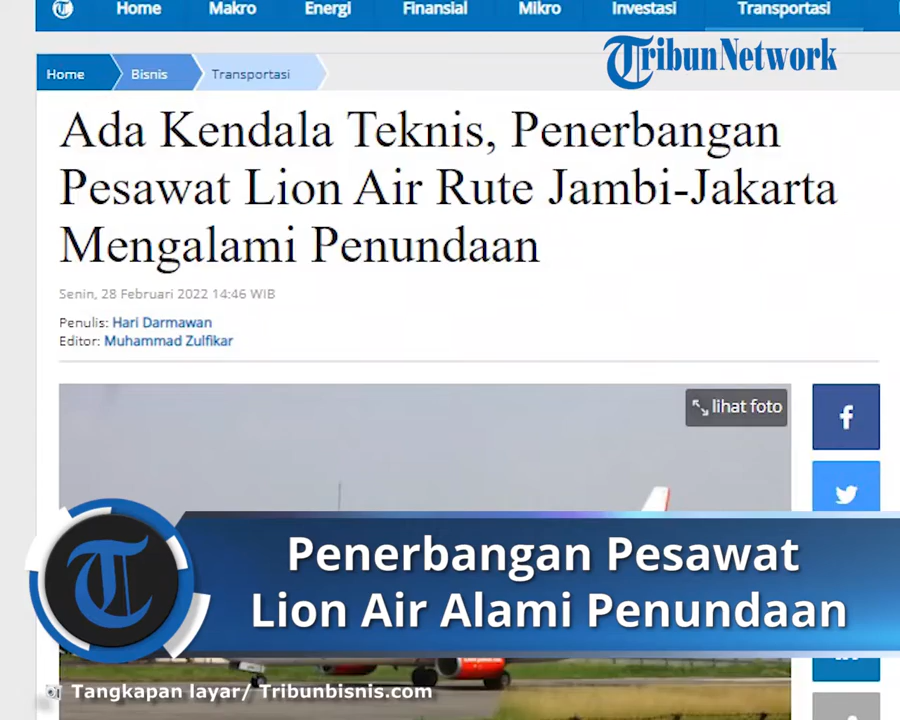 Home Makro Energi Finansial Mikro Investasi Transportasi
Home Bisnis Transportasi
TribunNetwork
Ada Kendala Teknis, Penerbangan
Pesawat Lion Air Rute Jambi-Jakarta
Mengalami Penundaan
Senin, 28 Februari 2022 14:46 WIB
Penulis: Hari Darmawan
Editor: Muhammad Zulfikar
lihat foto
Penerbangan Pesawat
Lion Air Alami Penundaan
Tangkapan layar/ Tribunbisnis.com